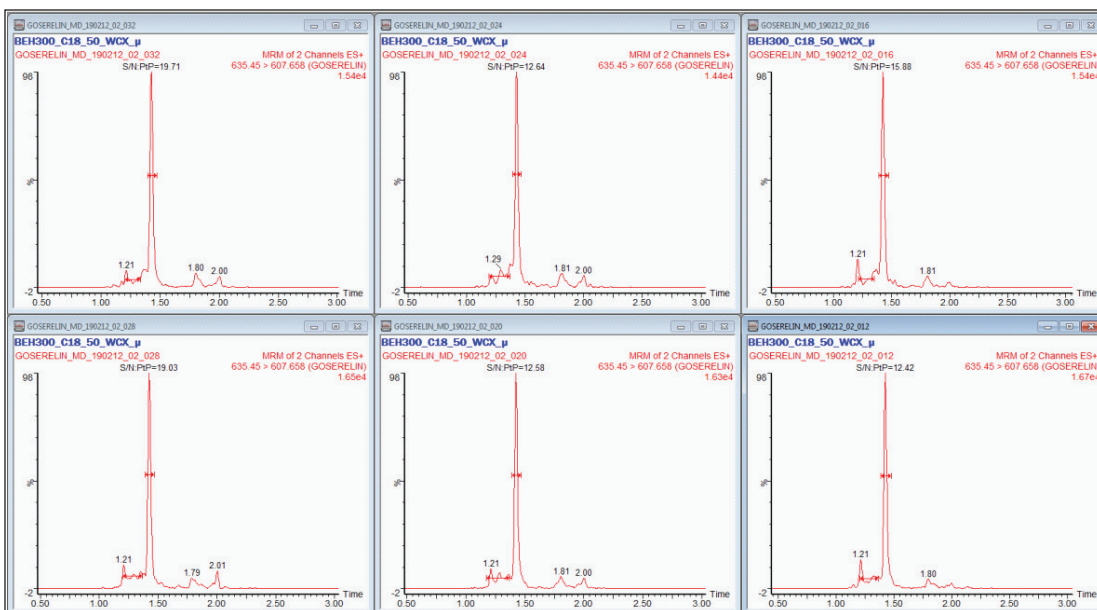 GOSERELIN_MD_190212_02_032
BEH300_C18_50_WCX_µ
GOSERELIN_MD_190212_02_032
MRM of 2 Channels ES+
S/N:PtP=19.71
635.45 > 607.658 (GOSERELIN)
1.54e4
98
%
-2
1.21
1.80
2.00
0.50 1.00 1.50 2.00 2.50 3.00
Time
GOSERELIN_MD_190212_02_024
BEH300_C18_50_WCX_µ
GOSERELIN_MD_190212_02_024
MRM of 2 Channels ES+
S/N:PtP=12.64
635.45 > 607.658 (GOSERELIN)
1.44e4
98
%
-2
1.29
1.81
2.00
0.50 1.00 1.50 2.00 2.50 3.00
Time
GOSERELIN_MD_190212_02_016
BEH300_C18_50_WCX_µ
GOSERELIN_MD_190212_02_016
MRM of 2 Channels ES+
S/N:PtP=15.88
635.45 > 607.658 (GOSERELIN)
1.54e4
98
%
-2
1.21
1.81
0.50 1.00 1.50 2.00 2.50 3.00
Time
GOSERELIN_MD_190212_02_028
BEH300_C18_50_WCX_µ
GOSERELIN_MD_190212_02_028
MRM of 2 Channels ES+
S/N:PtP=19.03
635.45 > 607.658 (GOSERELIN)
1.65e4
98
%
-2
1.21
1.79
2.01
0.50 1.00 1.50 2.00 2.50 3.00
Time
GOSERELIN_MD_190212_02_020
BEH300_C18_50_WCX_µ
GOSERELIN_MD_190212_02_020
MRM of 2 Channels ES+
S/N:PtP=12.58
635.45 > 607.658 (GOSERELIN)
1.63e4
98
%
-2
1.21
1.81
2.00
0.50 1.00 1.50 2.00 2.50 3.00
Time
GOSERELIN_MD_190212_02_012
BEH300_C18_50_WCX_µ
GOSERELIN_MD_190212_02_012
MRM of 2 Channels ES+
S/N:PtP=12.42
635.45 > 607.658 (GOSERELIN)
1.67e4
98
%
-2
1.21
1.80
0.50 1.00 1.50 2.00 2.50 3.00
Time